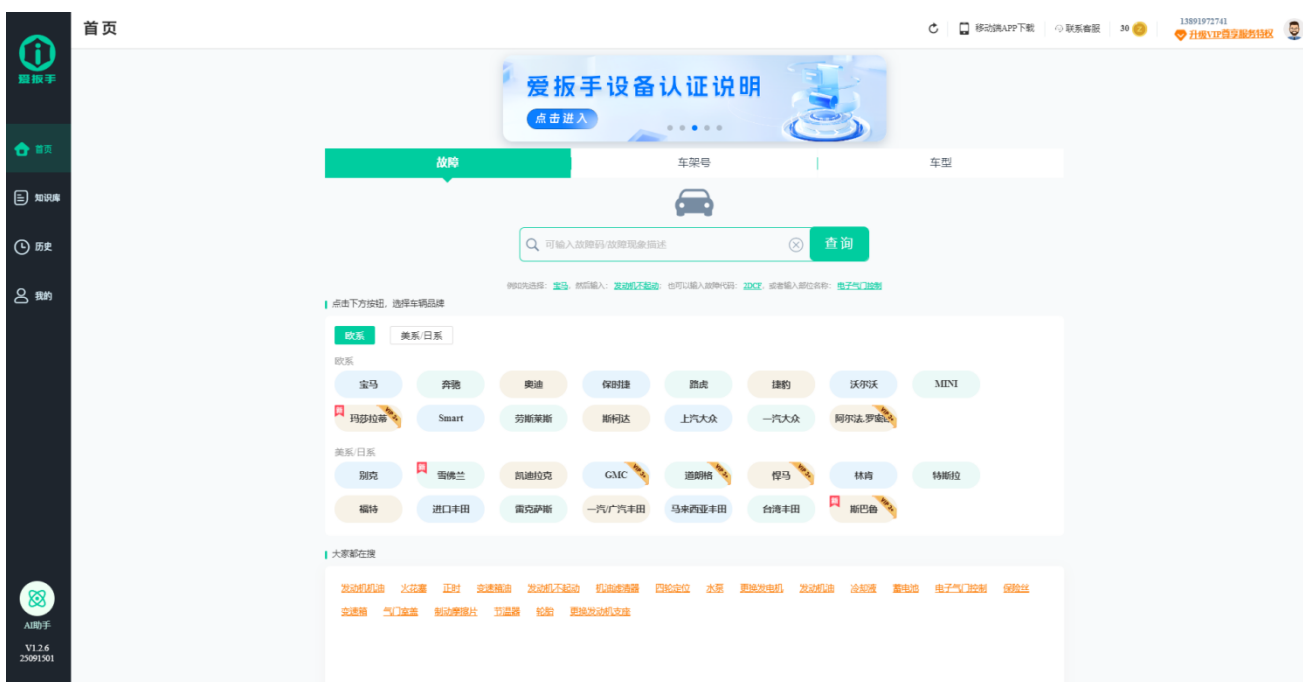 首页
移动端APP下载
联系客服
30
13891972741
升级VIP尊享服务特权
爱扳手
首页
知识库
历史
我的
AI助手
V1.2.6
25091501
爱扳手设备认证说明
点击进入
故障
车架号
车型
可输入故障码/故障现象描述
查询
例如先选择：宝马，然后输入：发动机不起动；也可以输入故障代码：2DCF，或者输入部位名称：电子气门控制
点击下方按钮，选择车辆品牌
欧系 美系/日系
欧系
宝马 奔驰 奥迪 保时捷 路虎 捷豹 沃尔沃 MINI
玛莎拉蒂 Smart 劳斯莱斯 斯柯达 上汽大众 一汽大众 阿尔法.罗密欧
美系/日系
别克 雪佛兰 凯迪拉克 GMC 道朗格 悍马 林肯 特斯拉
福特 进口丰田 雷克萨斯 一汽/广汽丰田 马来西亚丰田 台湾丰田 斯巴鲁
大家都在搜
发动机机油 火花塞 正时 变速箱油 发动机不起动 机油滤清器 四轮定位 水泵 更换发电机 发动机油 冷却液 蓄电池 电子气门控制 保险丝
变速箱 气门室盖 制动摩擦片 节温器 轮胎 更换发动机支座